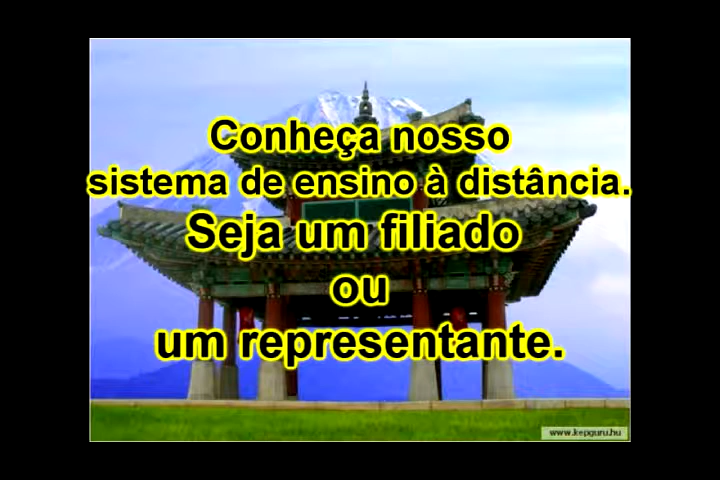 Conheça nosso
sistema de ensino à distância.
Seja um filiado
ou
um representante.
www.kepguru.hu